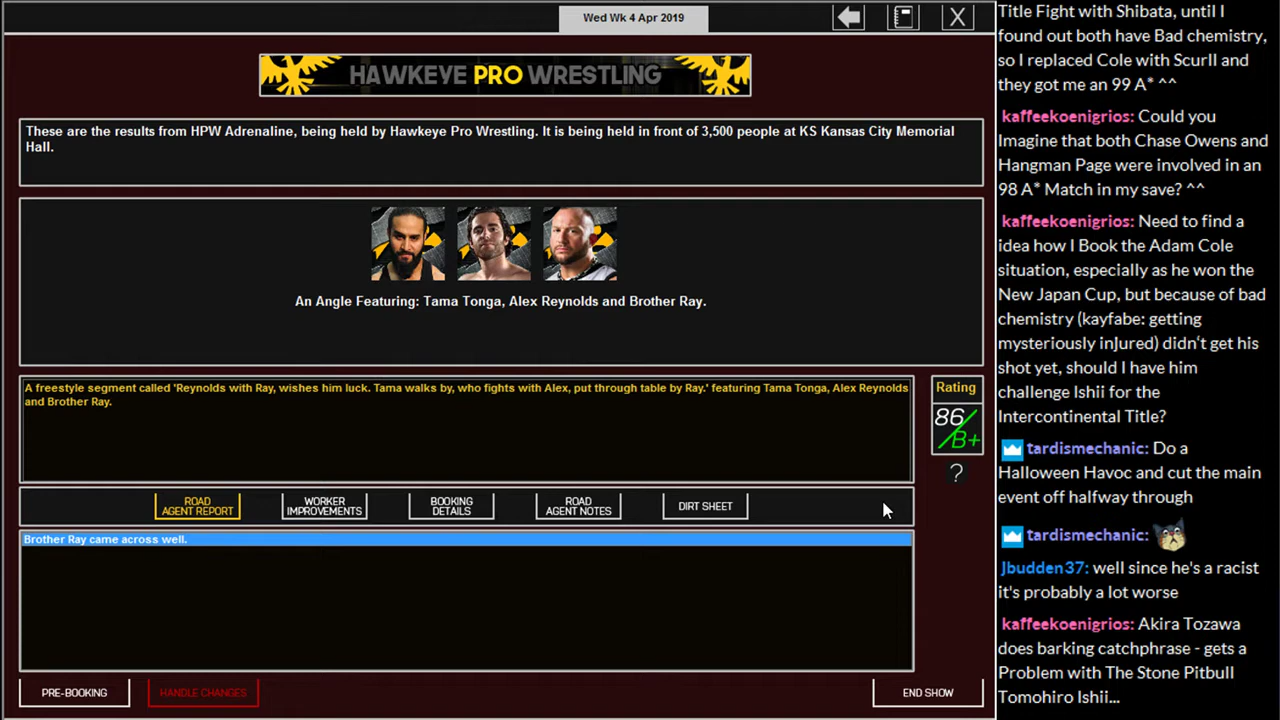 Wed Wk 4 Apr 2019
HAWKEYE PRO WRESTLING
These are the results from HPW Adrenaline, being held by Hawkeye Pro Wrestling. It is being held in front of 3,500 people at KS Kansas City Memorial
Hall.
An Angle Featuring: Tama Tonga, Alex Reynolds and Brother Ray.
A freestyle segment called 'Reynolds with Ray, wishes him luck. Tama walks by, who fights with Alex, put through table by Ray.' featuring Tama Tonga, Alex Reynolds
and Brother Ray.
Rating
86/B+
?
ROAD
AGENT REPORT
WORKER
IMPROVEMENTS
BOOKING
DETAILS
ROAD
AGENT NOTES
DIRT SHEET
Brother Ray came across well.
PRE-BOOKING
HANDLE CHANGES
END SHOW
Title Fight with Shibata, until I
found out both have Bad chemistry,
so I replaced Cole with Scurll and
they got me an 99 A* ^^
kaffeekoenigrios: Could you
Imagine that both Chase Owens and
Hangman Page were involved in an
98 A* Match in my save? ^^
kaffeekoenigrios: Need to find a
idea how I Book the Adam Cole
situation, especially as he won the
New Japan Cup, but because of bad
chemistry (kayfabe: getting
mysteriously inJured) didn't get his
shot yet, should I have him
challenge Ishii for the
Intercontinental Title?
tardismechanic: Do a
Halloween Havoc and cut the main
event off halfway through
tardismechanic:
Jbudden37: well since he's a racist
it's probably a lot worse
kaffeekoenigrios: Akira Tozawa
does barking catchphrase - gets a
Problem with The Stone Pitbull
Tomohiro Ishii...